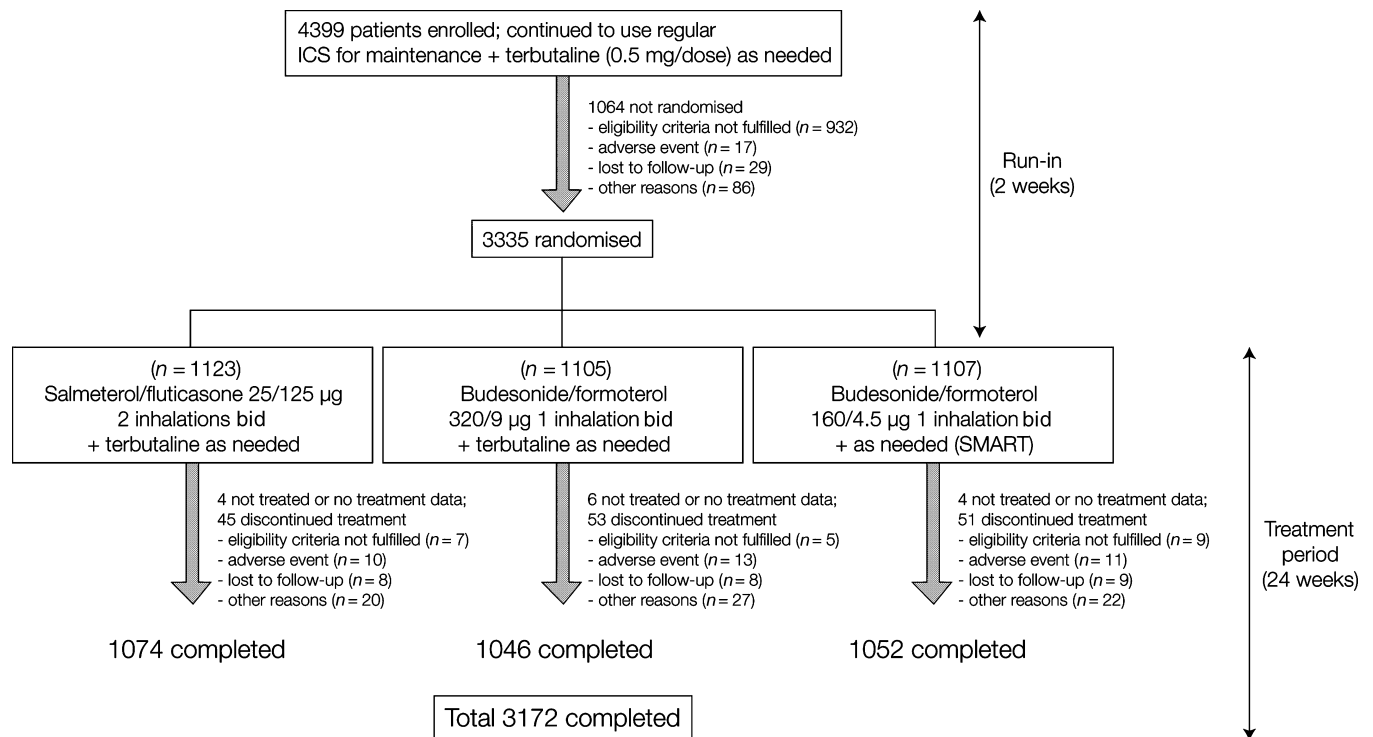 4399 patients enrolled; continued to use regular
ICS for maintenance + terbutaline (0.5 mg/dose) as needed
1064 not randomised
- eligibility criteria not fulfilled (n = 932)
- adverse event (n = 17)
- lost to follow-up (n = 29)
- other reasons (n = 86)
Run-in
(2 weeks)
3335 randomised
(n = 1123)
Salmeterol/fluticasone 25/125 µg
2 inhalations bid
+ terbutaline as needed
(n = 1105)
Budesonide/formoterol
320/9 µg 1 inhalation bid
+ terbutaline as needed
(n = 1107)
Budesonide/formoterol
160/4.5 µg 1 inhalation bid
+ as needed (SMART)
4 not treated or no treatment data;
45 discontinued treatment
- eligibility criteria not fulfilled (n = 7)
- adverse event (n = 10)
- lost to follow-up (n = 8)
- other reasons (n = 20)
6 not treated or no treatment data;
53 discontinued treatment
- eligibility criteria not fulfilled (n = 5)
- adverse event (n = 13)
- lost to follow-up (n = 8)
- other reasons (n = 27)
4 not treated or no treatment data;
51 discontinued treatment
- eligibility criteria not fulfilled (n = 9)
- adverse event (n = 11)
- lost to follow-up (n = 9)
- other reasons (n = 22)
Treatment
period
(24 weeks)
1074 completed
1046 completed
1052 completed
Total 3172 completed